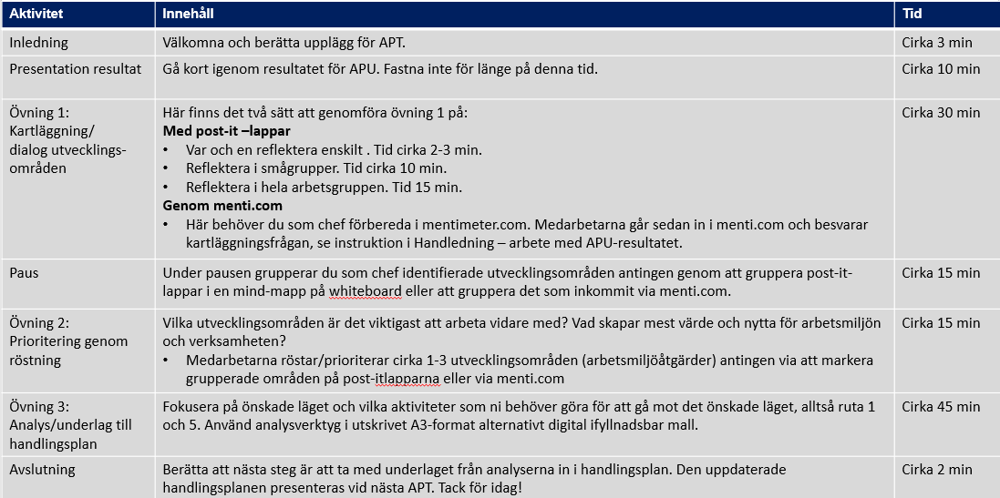 Aktivitet Innehåll Tid
Inledning Välkomna och berätta upplägg för APT. Cirka 3 min
Presentation resultat Gå kort igenom resultatet för APU. Fastna inte för länge på denna tid. Cirka 10 min
Övning 1: Här finns det två sätt att genomföra övning 1 på: Cirka 30 min
Kartläggning/ Med post-it –lappar
dialog utvecklings- • Var och en reflektera enskilt . Tid cirka 2-3 min.
områden • Reflektera i smågrupper. Tid cirka 10 min.
• Reflektera i hela arbetsgruppen. Tid 15 min.
Genom menti.com
• Här behöver du som chef förbereda i mentimeter.com. Medarbetarna går sedan in i menti.com och besvarar
kartläggningsfrågan, se instruktion i Handledning – arbete med APU-resultatet.
Paus Under pausen grupperar du som chef identifierade utvecklingsområden antingen genom att gruppera post-it- Cirka 15 min
lappar i en mind-mapp på whiteboard eller att gruppera det som inkommit via menti.com.
Övning 2: Vilka utvecklingsområden är det viktigast att arbeta vidare med? Vad skapar mest värde och nytta för arbetsmiljön Cirka 15 min
Prioritering genom och verksamheten?
röstning • Medarbetarna röstar/prioriterar cirka 1-3 utvecklingsområden (arbetsmiljöåtgärder) antingen via att markera
grupperade områden på post-itlapparna eller via menti.com
Övning 3: Fokusera på önskade läget och vilka aktiviteter som ni behöver göra för att gå mot det önskade läget, alltså ruta 1 Cirka 45 min
Analys/underlag till och 5. Använd analysverktyg i utskrivet A3-format alternativt digital ifyllnadsbar mall.
handlingsplan
Avslutning Berätta att nästa steg är att ta med underlaget från analyserna in i handlingsplan. Den uppdaterade Cirka 2 min
handlingsplanen presenteras vid nästa APT. Tack för idag!